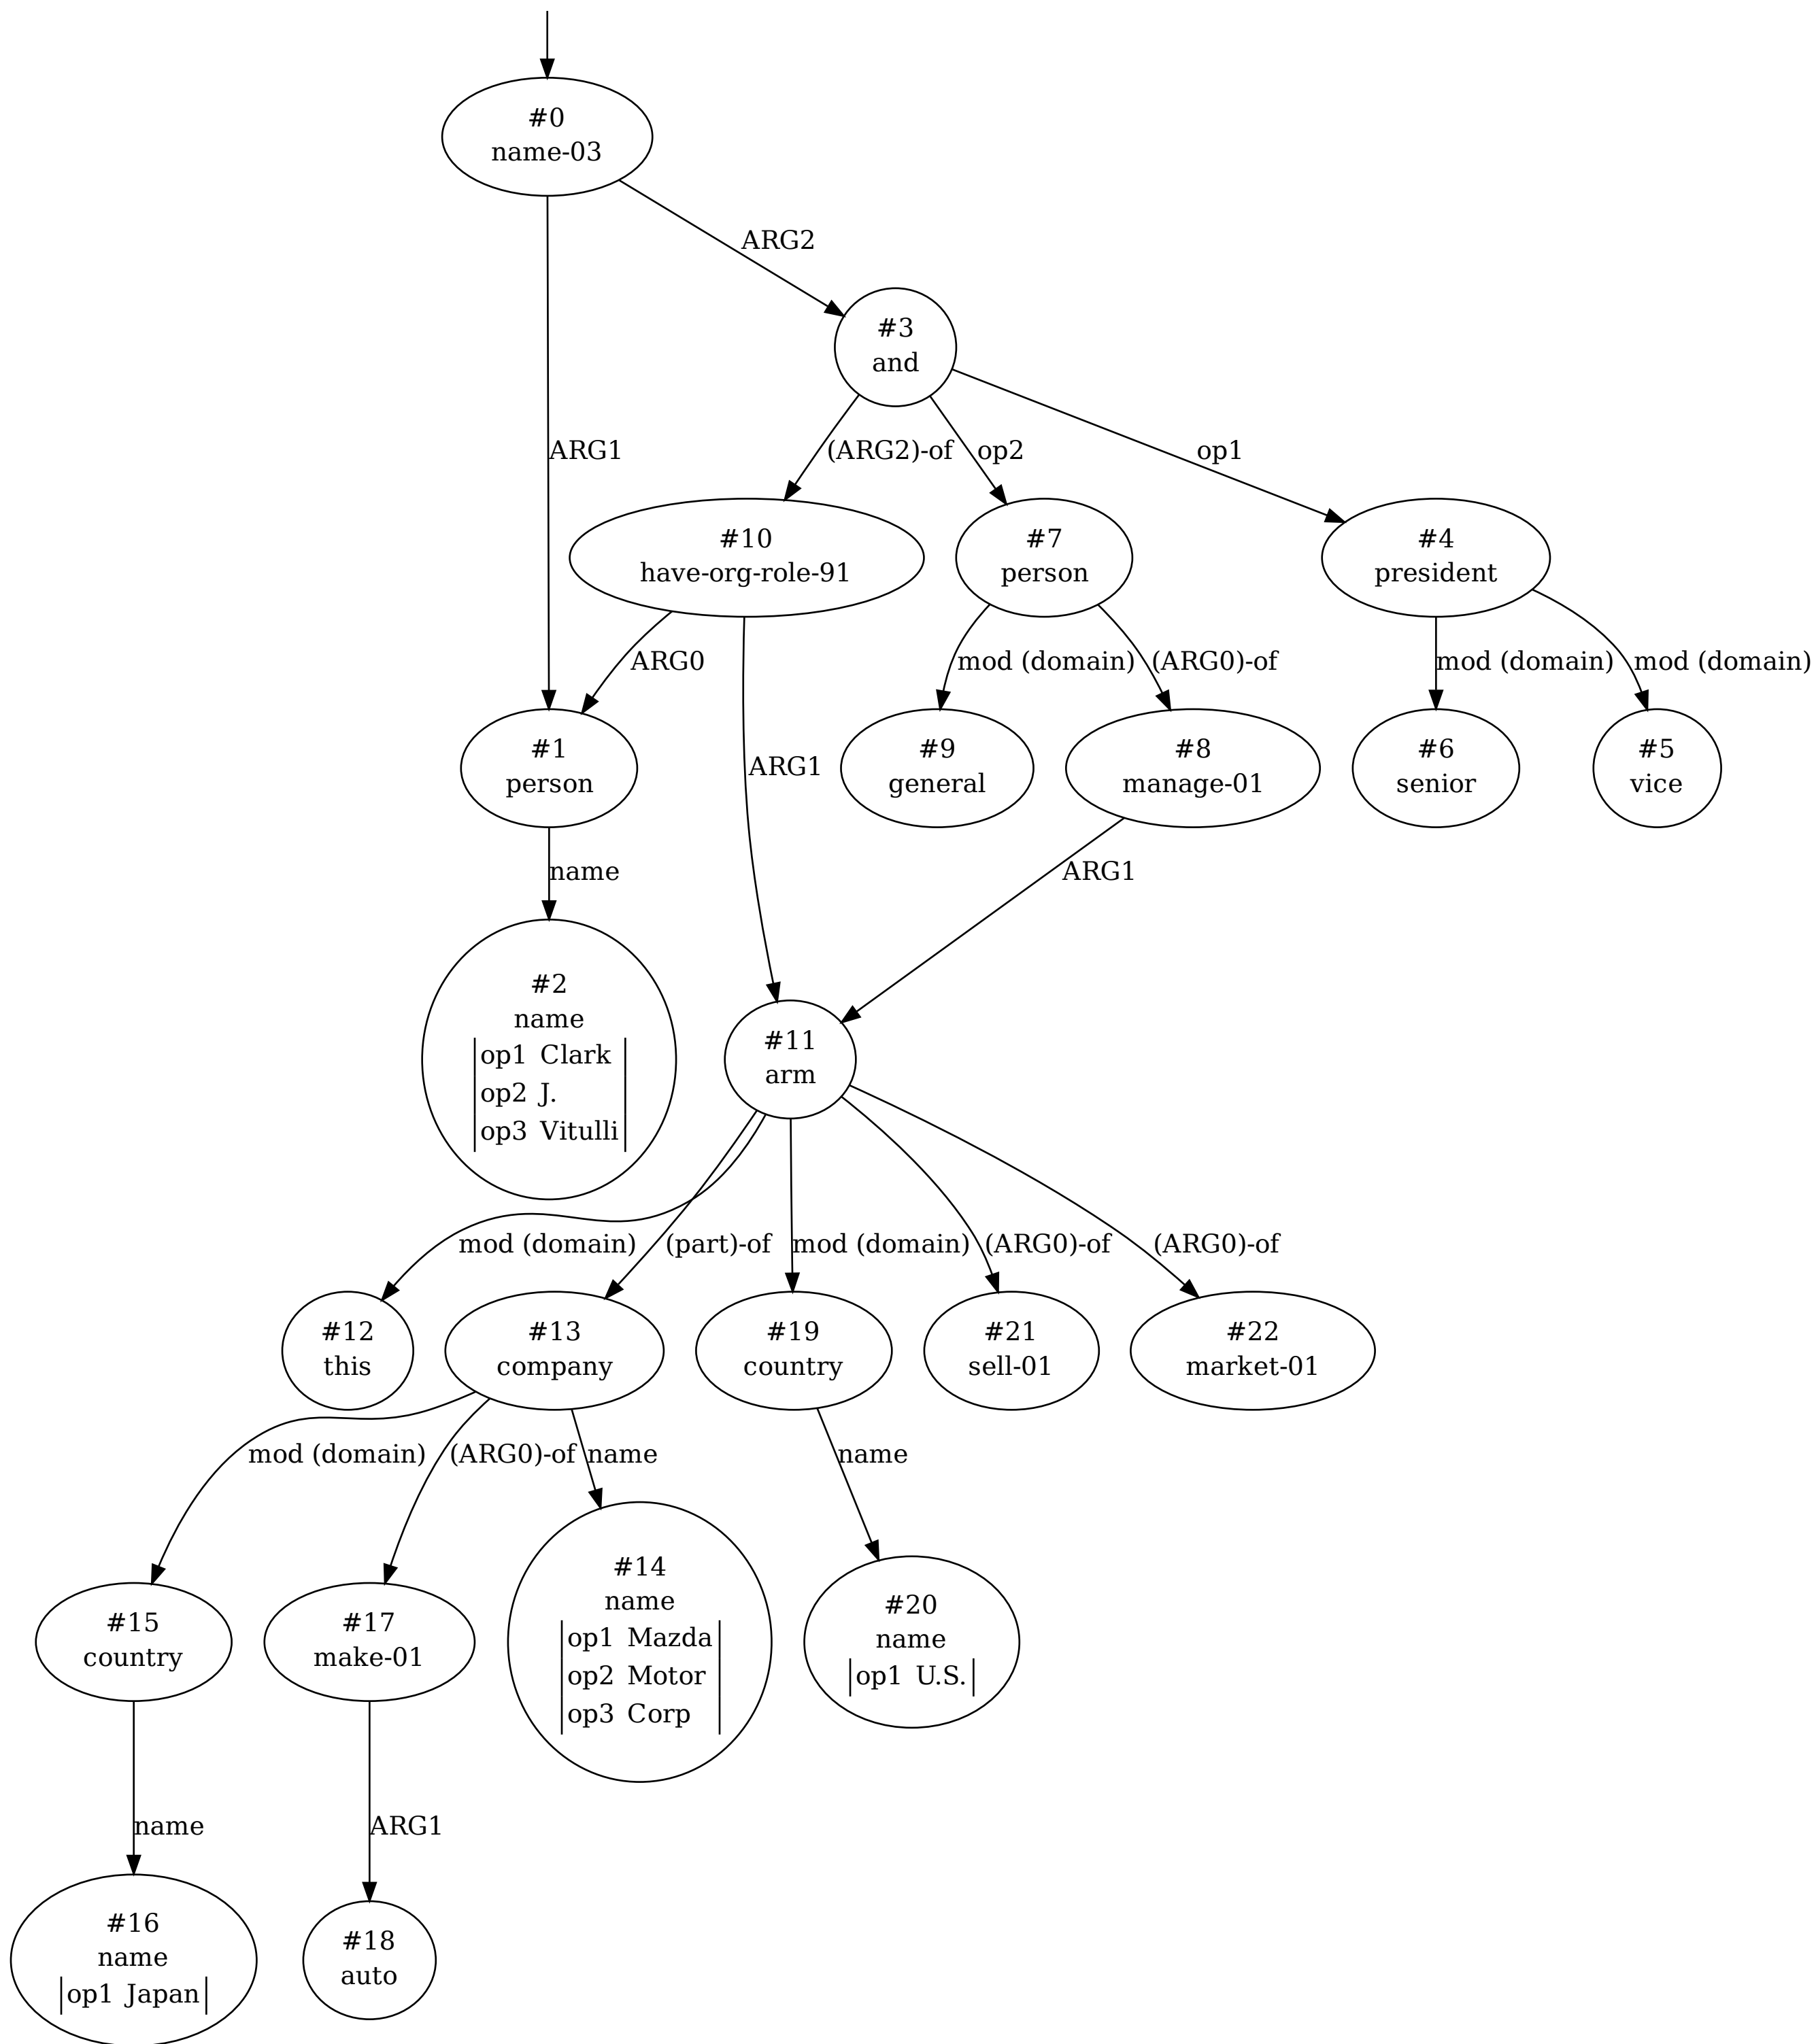 #0
name-03
ARG2
#3
and
ARG1
(ARG2)-of
op2
op1
#10
have-org-role-91
#7
person
#4
president
ARG0
mod (domain)
(ARG0)-of
mod (domain)
mod (domain)
#1
person
ARG1
#9
general
#8
manage-01
#6
senior
#5
vice
name
ARG1
#2
name
op1 Clark
op2 J.
op3 Vitulli
#11
arm
mod (domain)
(part)-of
mod (domain)
(ARG0)-of
(ARG0)-of
#12
this
#13
company
#19
country
#21
sell-01
#22
market-01
mod (domain)
(ARG0)-of
name
name
#15
country
#17
make-01
#14
name
op1 Mazda
op2 Motor
op3 Corp
#20
name
op1 U.S.
name
ARG1
#16
name
op1 Japan
#18
auto